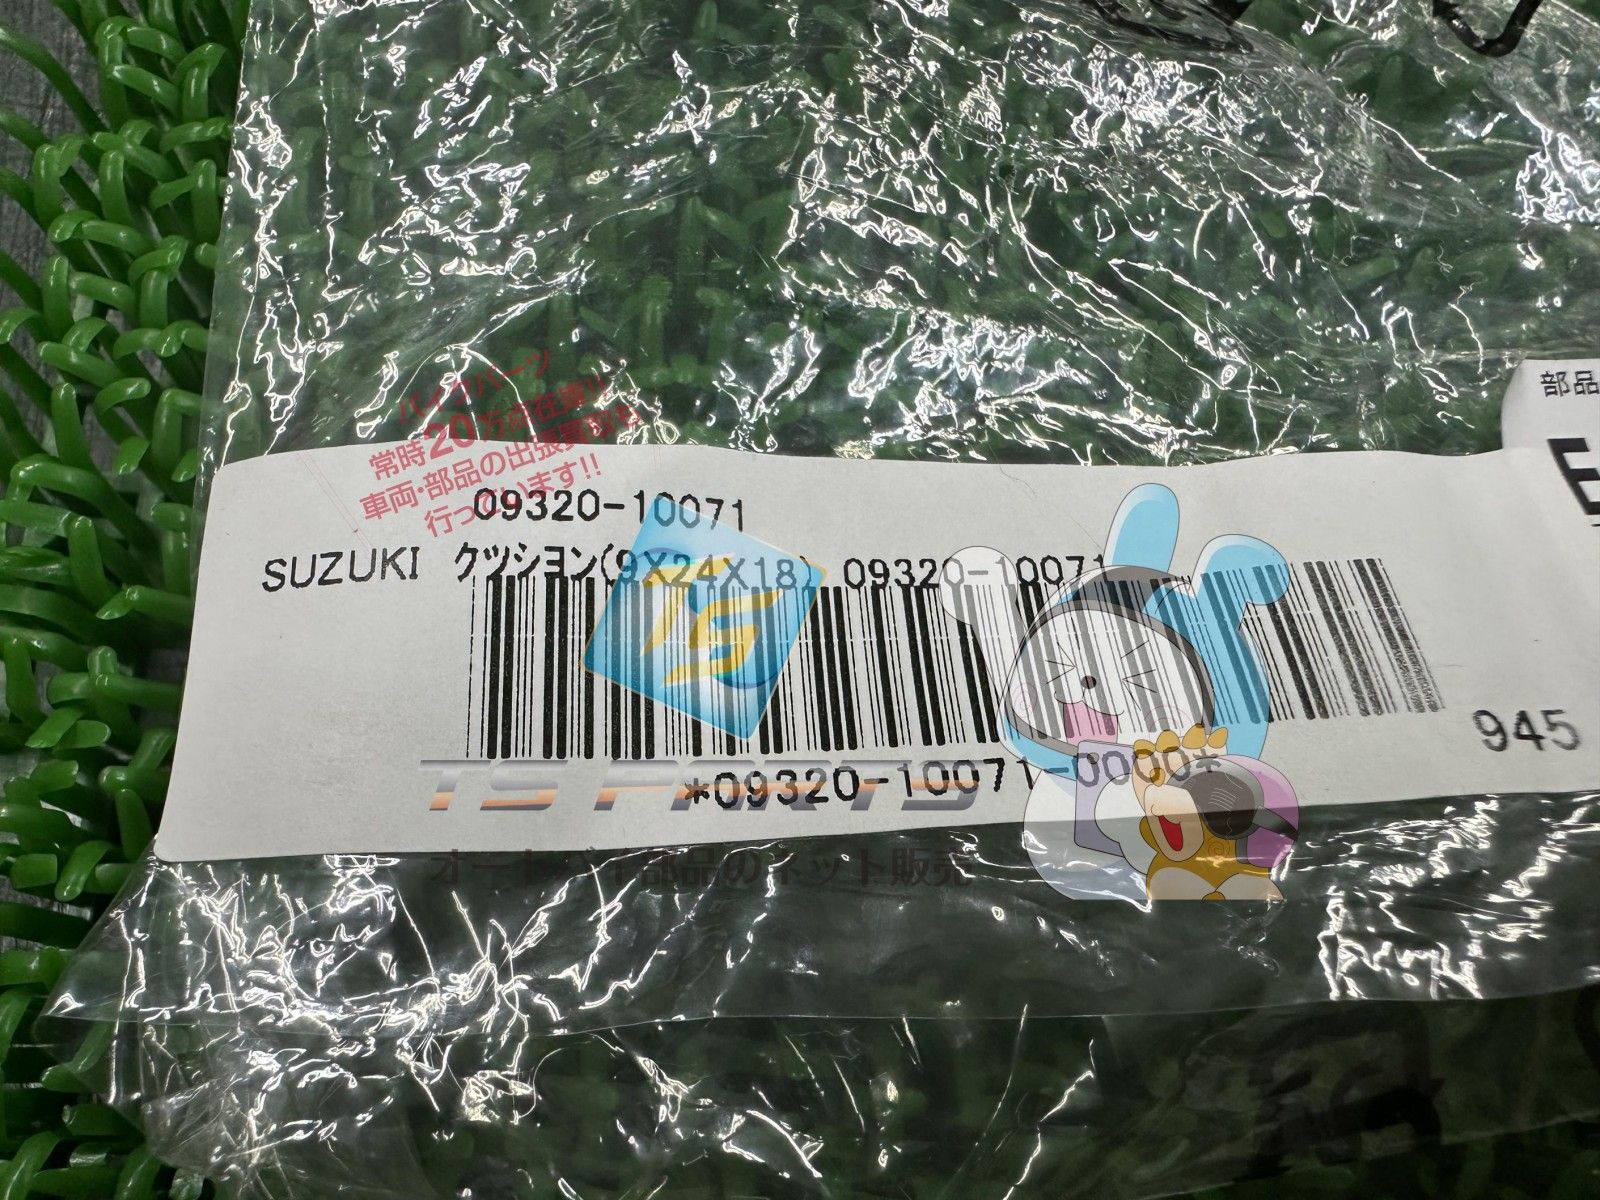 部品
バイクパーツ
常時20万点在庫!!
車両・部品の出張買取も
行っています!!
09320-10071
SUZUKI クツシヨン(9X24X18) 09320-10071
TS
945
*09320-10071-0000*
TS PARTS
オートバイ部品のネット販売